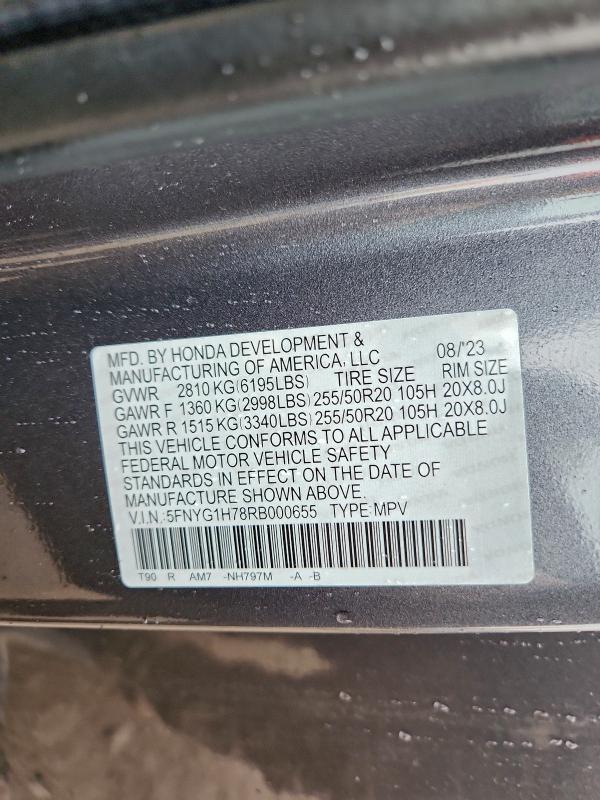 MFD. BY HONDA DEVELOPMENT &
MANUFACTURING OF AMERICA, LLC 08/'23
GVWR 2810 KG(6195LBS) TIRE SIZE RIM SIZE
GAWR F 1360 KG(2998LBS) 255/50R20 105H 20X8.0J
GAWR R 1515 KG(3340LBS) 255/50R20 105H 20X8.0J
THIS VEHICLE CONFORMS TO ALL APPLICABLE
FEDERAL MOTOR VEHICLE SAFETY
STANDARDS IN EFFECT ON THE DATE OF
MANUFACTURE SHOWN ABOVE.
V.I.N.:5FNYG1H78RB000655 TYPE:MPV
T90 R AM7 -NH797M -A -B